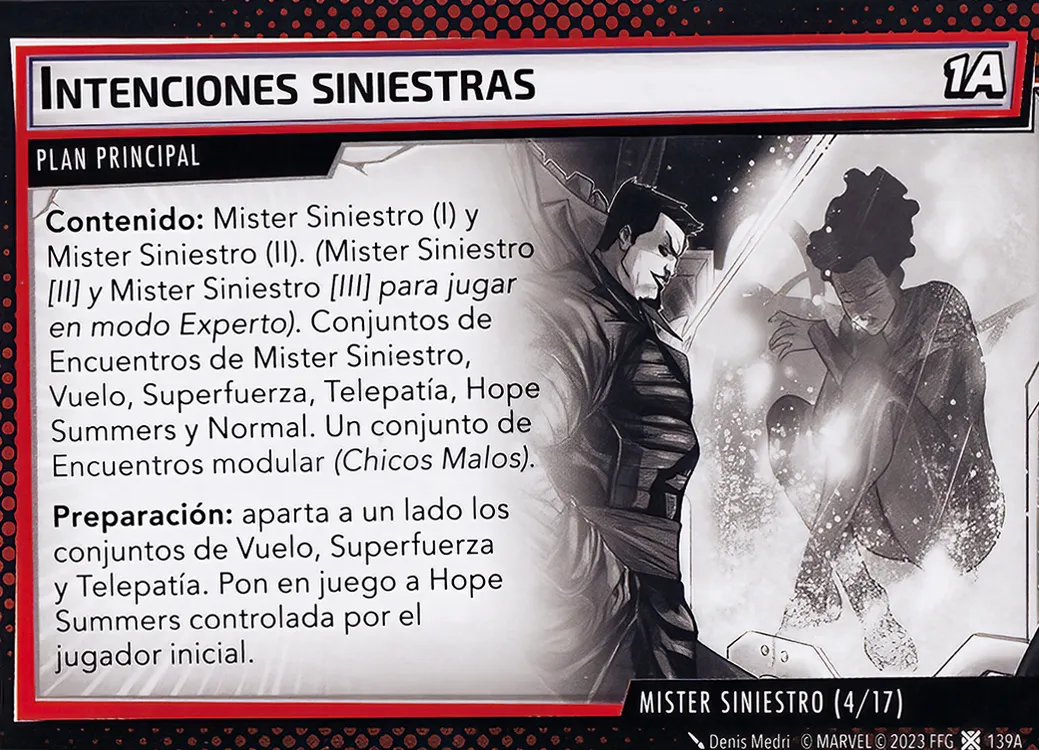 INTENCIONES SINIESTRAS
1A
PLAN PRINCIPAL
Contenido: Mister Siniestro (I) y
Mister Siniestro (II). (Mister Siniestro
[II] y Mister Siniestro [III] para jugar
en modo Experto). Conjuntos de
Encuentros de Mister Siniestro,
Vuelo, Superfuerza, Telepatía, Hope
Summers y Normal. Un conjunto de
Encuentros modular (Chicos Malos).
Preparación: aparta a un lado los
conjuntos de Vuelo, Superfuerza
y Telepatía. Pon en juego a Hope
Summers controlada por el
jugador inicial.
MISTER SINIESTRO (4/17)
Denis Medri © MARVEL © 2023 FFG 139A